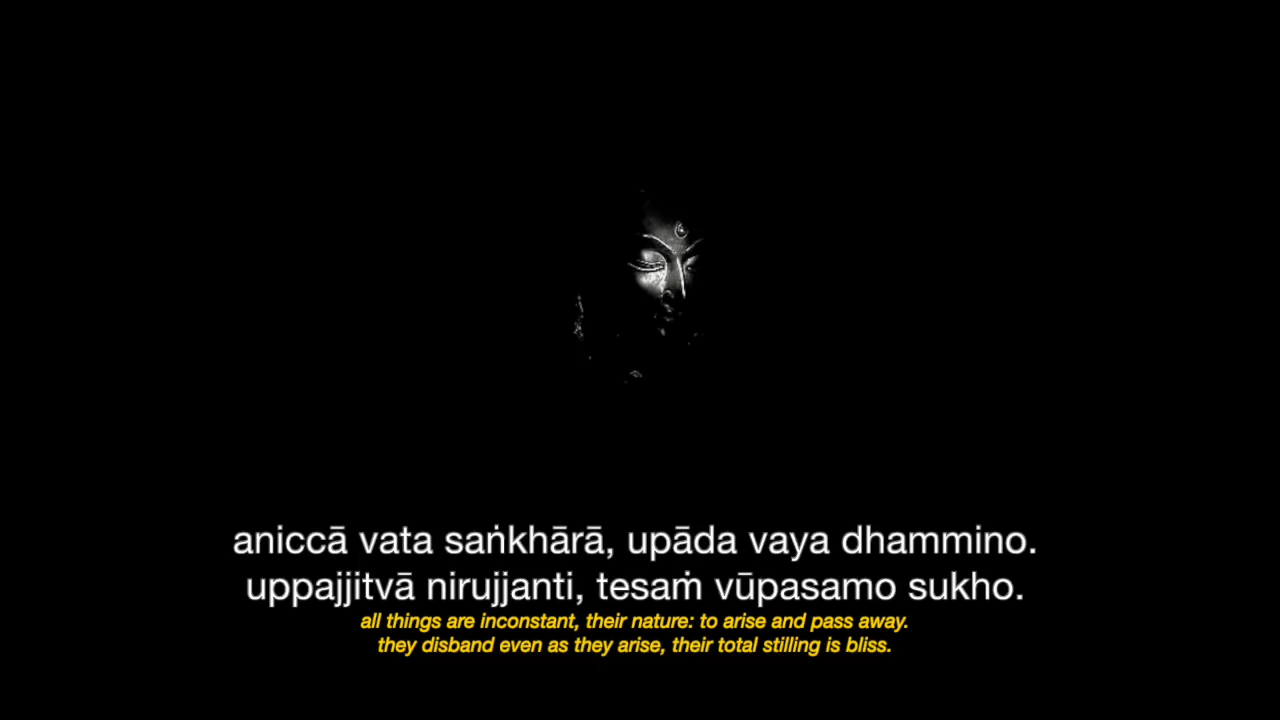 aniccā vata saṅkhārā, upāda vaya dhammino.
uppajjitvā nirujjanti, tesaṁ vūpasamo sukho.
all things are inconstant, their nature: to arise and pass away.
they disband even as they arise, their total stilling is bliss.